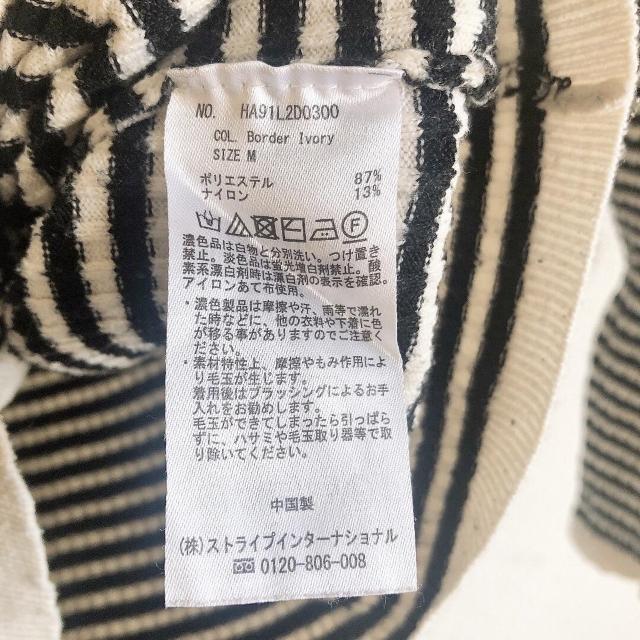 NO. HA91L2D0300
COL. Border Ivory
SIZE M
ポリエステル 87%
ナイロン 13%
F
濃色品は白物と分別洗い。つけ置き
禁止。淡色品は蛍光増白剤禁止。酸
素系漂白剤時は漂白剤の表示を確認。
アイロンあて布使用。
・濃色製品は摩擦や汗、雨等で濡れ
た時などに、他の衣料や下着に色
が移る事がありますのでご注意く
ださい。
・素材特性上、摩擦やもみ作用によ
り毛玉が生じます。
着用後はブラッシングによるお手
入れをお勧めします。
毛玉ができてしまったら引っぱら
ずに、ハサミや毛玉取り器等で取
り除いてください。
中国製
(株)ストライプインターナショナル
0120-806-008